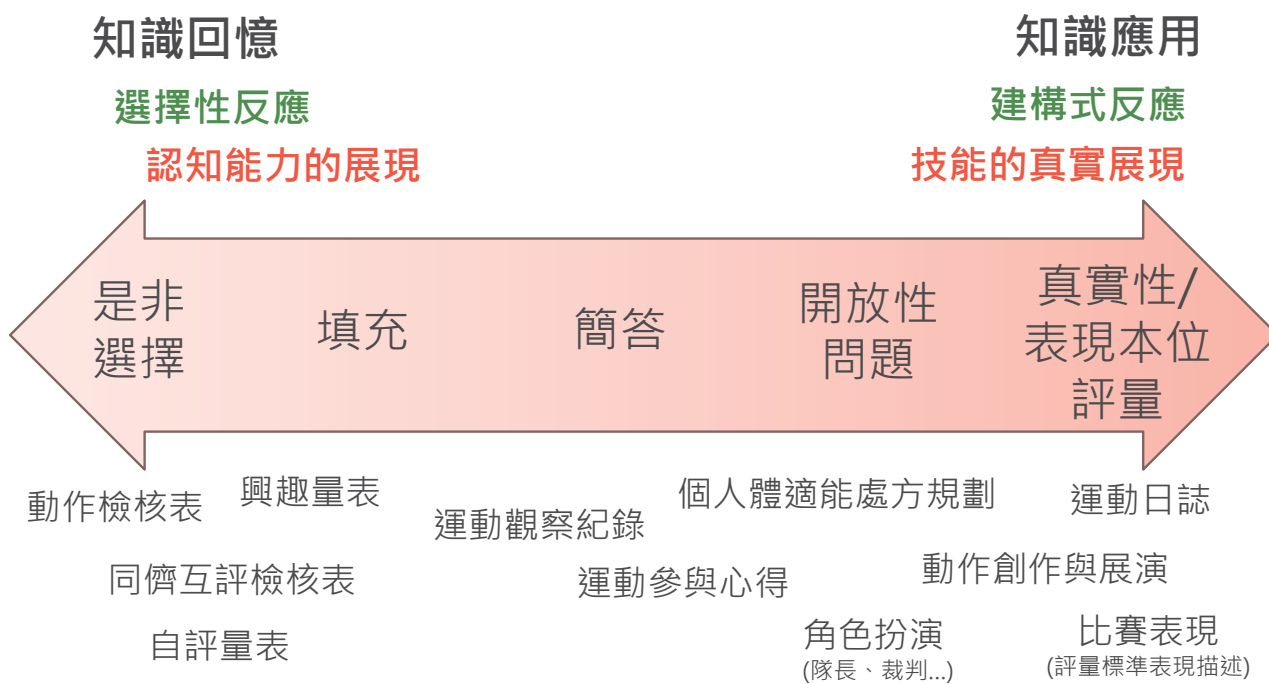 知識回憶
知識應用
選擇性反應
建構式反應
認知能力的展現
技能的真實展現
是非
選擇
填充
簡答
開放性
問題
真實性/
表現本位
評量
動作檢核表
興趣量表
運動觀察紀錄
個人體適能處方規劃
運動日誌
同儕互評檢核表
運動參與心得
動作創作與展演
自評量表
角色扮演
(隊長、裁判...)
比賽表現
(評量標準表現描述)